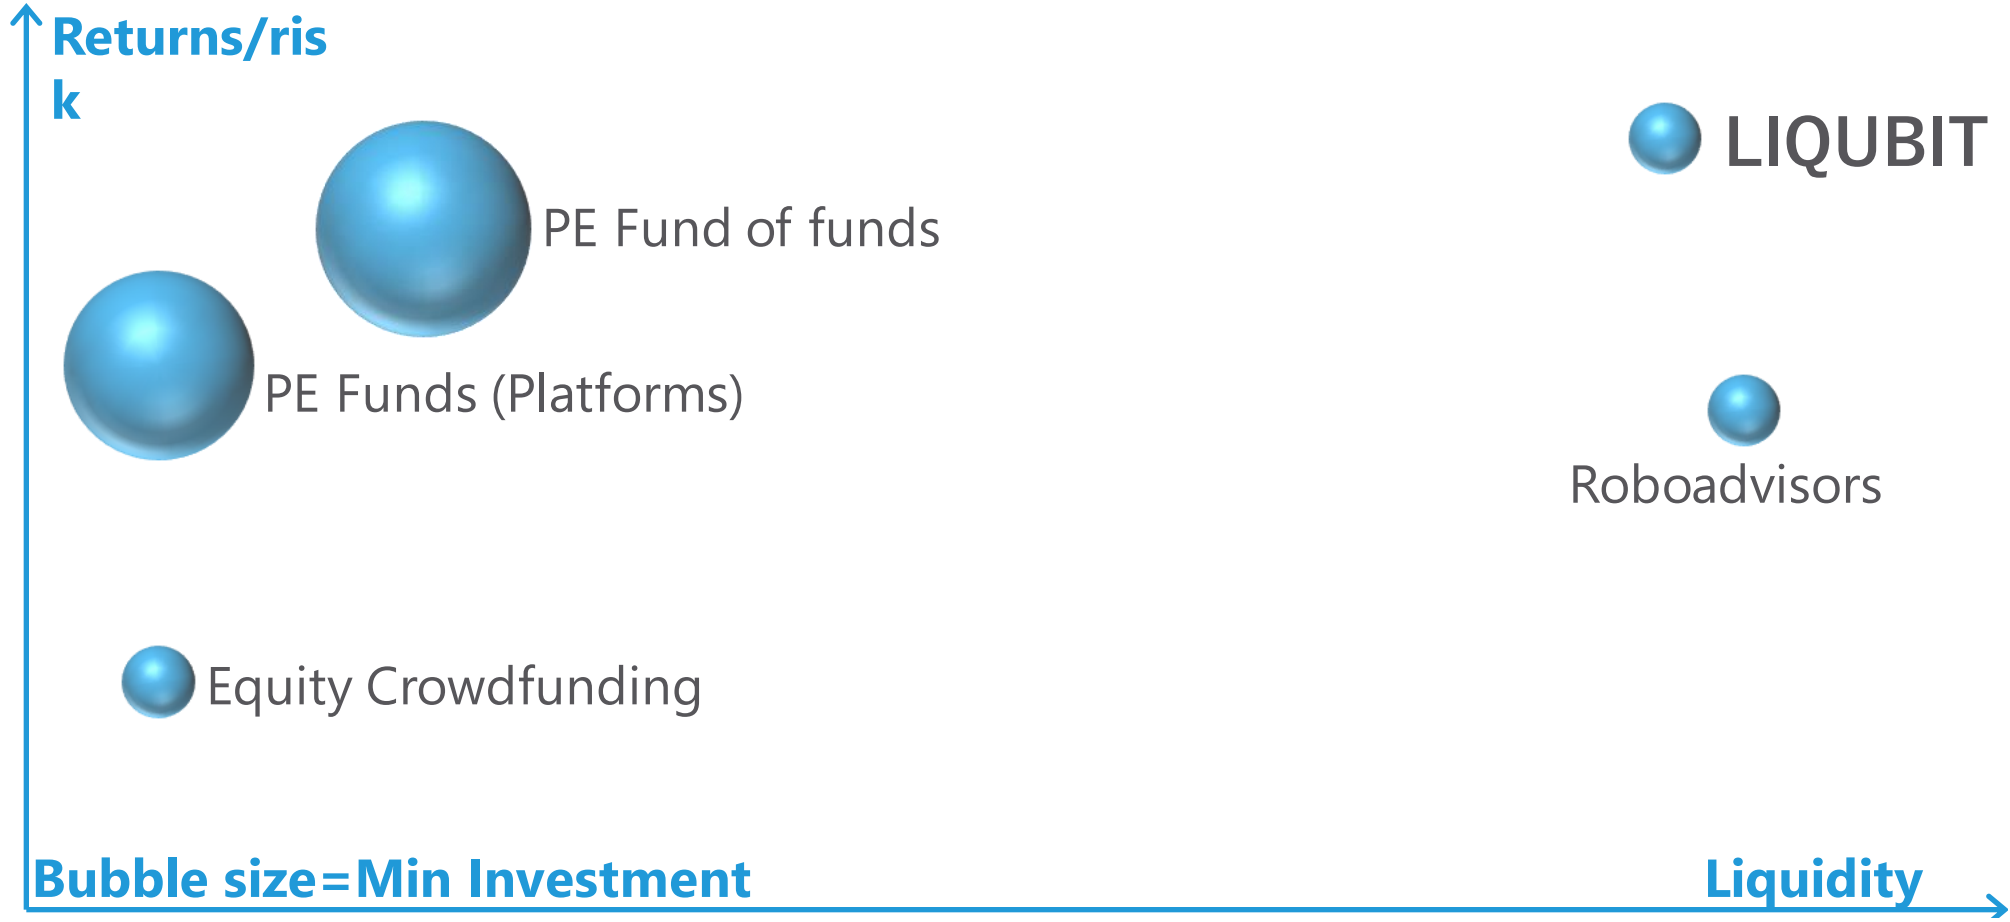 Returns/ris
k
LIQUBIT
PE Fund of funds
PE Funds (Platforms)
Roboadvisors
Equity Crowdfunding
Bubble size=Min Investment
Liquidity